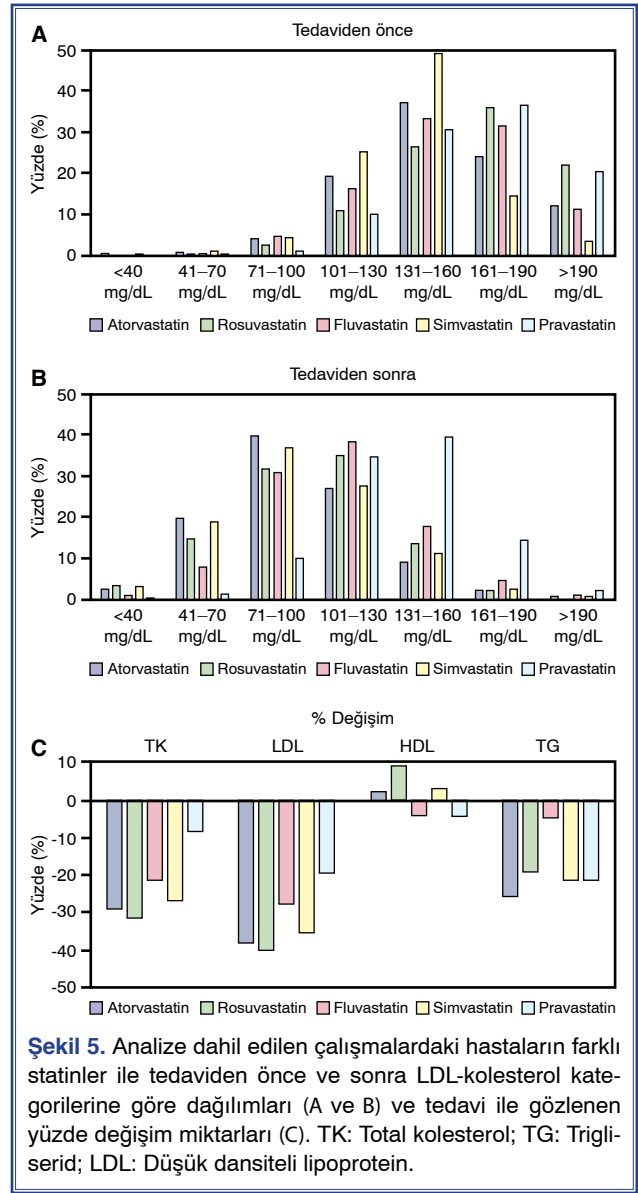 A
Tedaviden önce
Yüzde (%)
50
40
30
20
10
0
<40 41–70 71–100 101–130 131–160 161–190 >190
mg/dL mg/dL mg/dL mg/dL mg/dL mg/dL mg/dL
Atorvastatin Rosuvastatin Fluvastatin Simvastatin Pravastatin
B
Tedaviden sonra
Yüzde (%)
50
40
30
20
10
0
<40 41–70 71–100 101–130 131–160 161–190 >190
mg/dL mg/dL mg/dL mg/dL mg/dL mg/dL mg/dL
Atorvastatin Rosuvastatin Fluvastatin Simvastatin Pravastatin
% Değişim
C
TK LDL HDL TG
Yüzde (%)
10
0
-10
-20
-30
-40
-50
Atorvastatin Rosuvastatin Fluvastatin Simvastatin Pravastatin
Şekil 5. Analize dahil edilen çalışmalardaki hastaların farklı
statinler ile tedaviden önce ve sonra LDL-kolesterol kate-
gorilerine göre dağılımları (A ve B) ve tedavi ile gözlenen
yüzde değişim miktarları (C). TK: Total kolesterol; TG: Trigli-
serid; LDL: Düşük dansiteli lipoprotein.